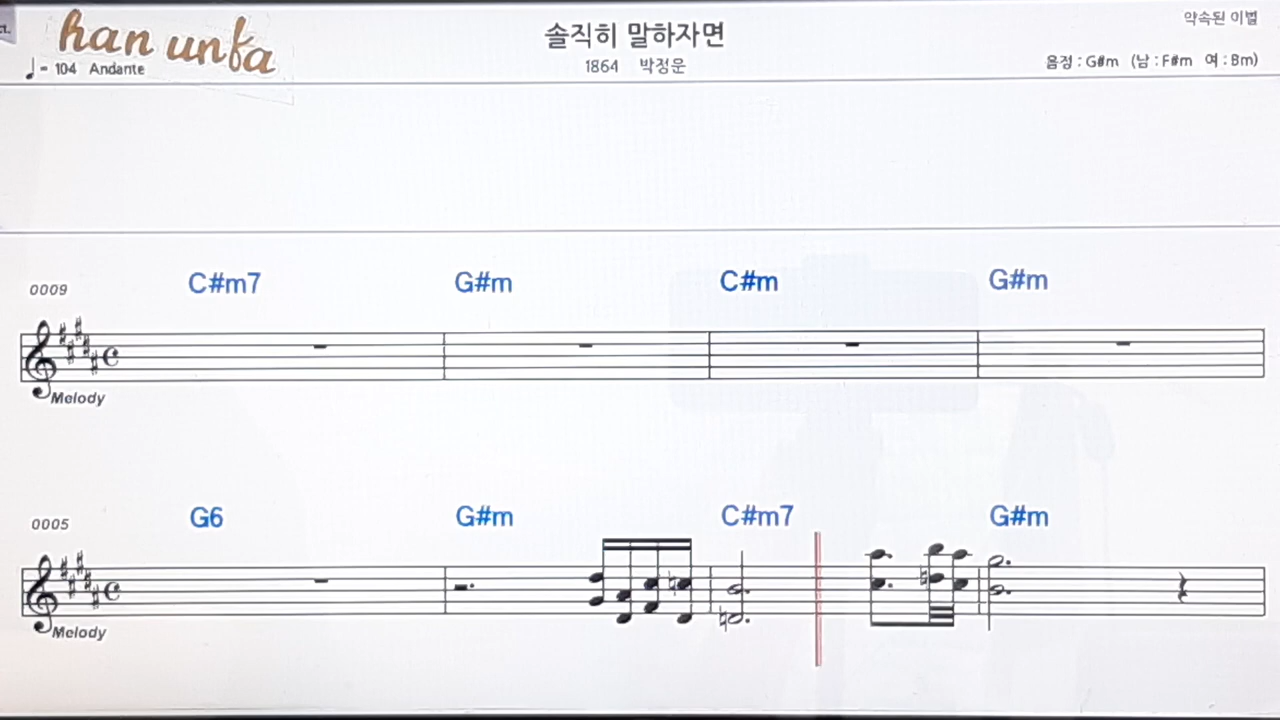 han unfa
♩= 104 Andante
솔직히 말하자면
1864 박정운
약속된 이별
음정 : G#m (남 : F#m 여 : Bm)
0009
C#m7 G#m C#m G#m
Melody
0005
G6 G#m C#m7 G#m
Melody